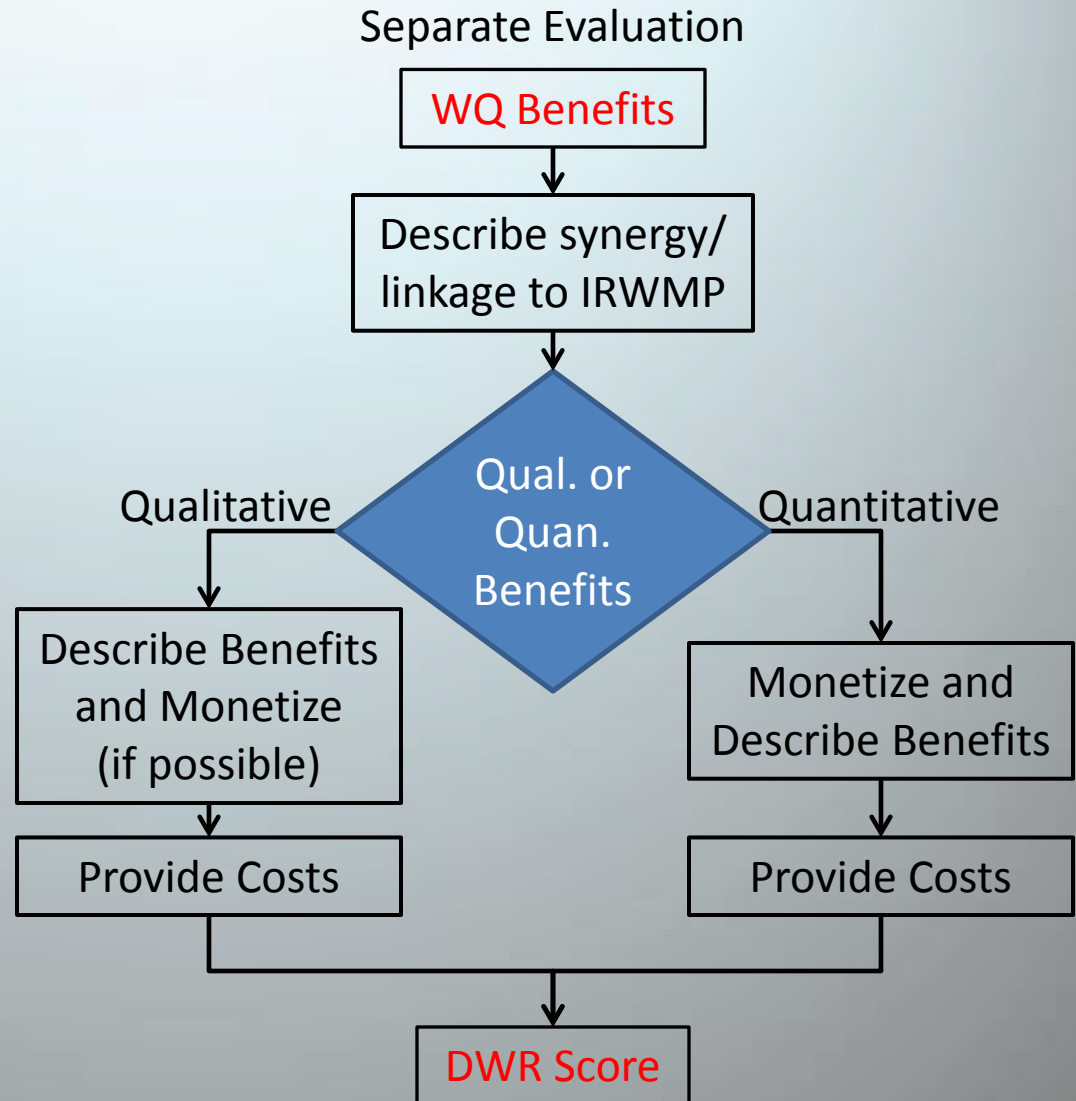 Separate Evaluation
WQ Benefits
Describe synergy/
linkage to IRWMP
Qual. or
Quan.
Benefits
Qualitative
Quantitative
Describe Benefits
and Monetize
(if possible)
Monetize and
Describe Benefits
Provide Costs
Provide Costs
DWR Score